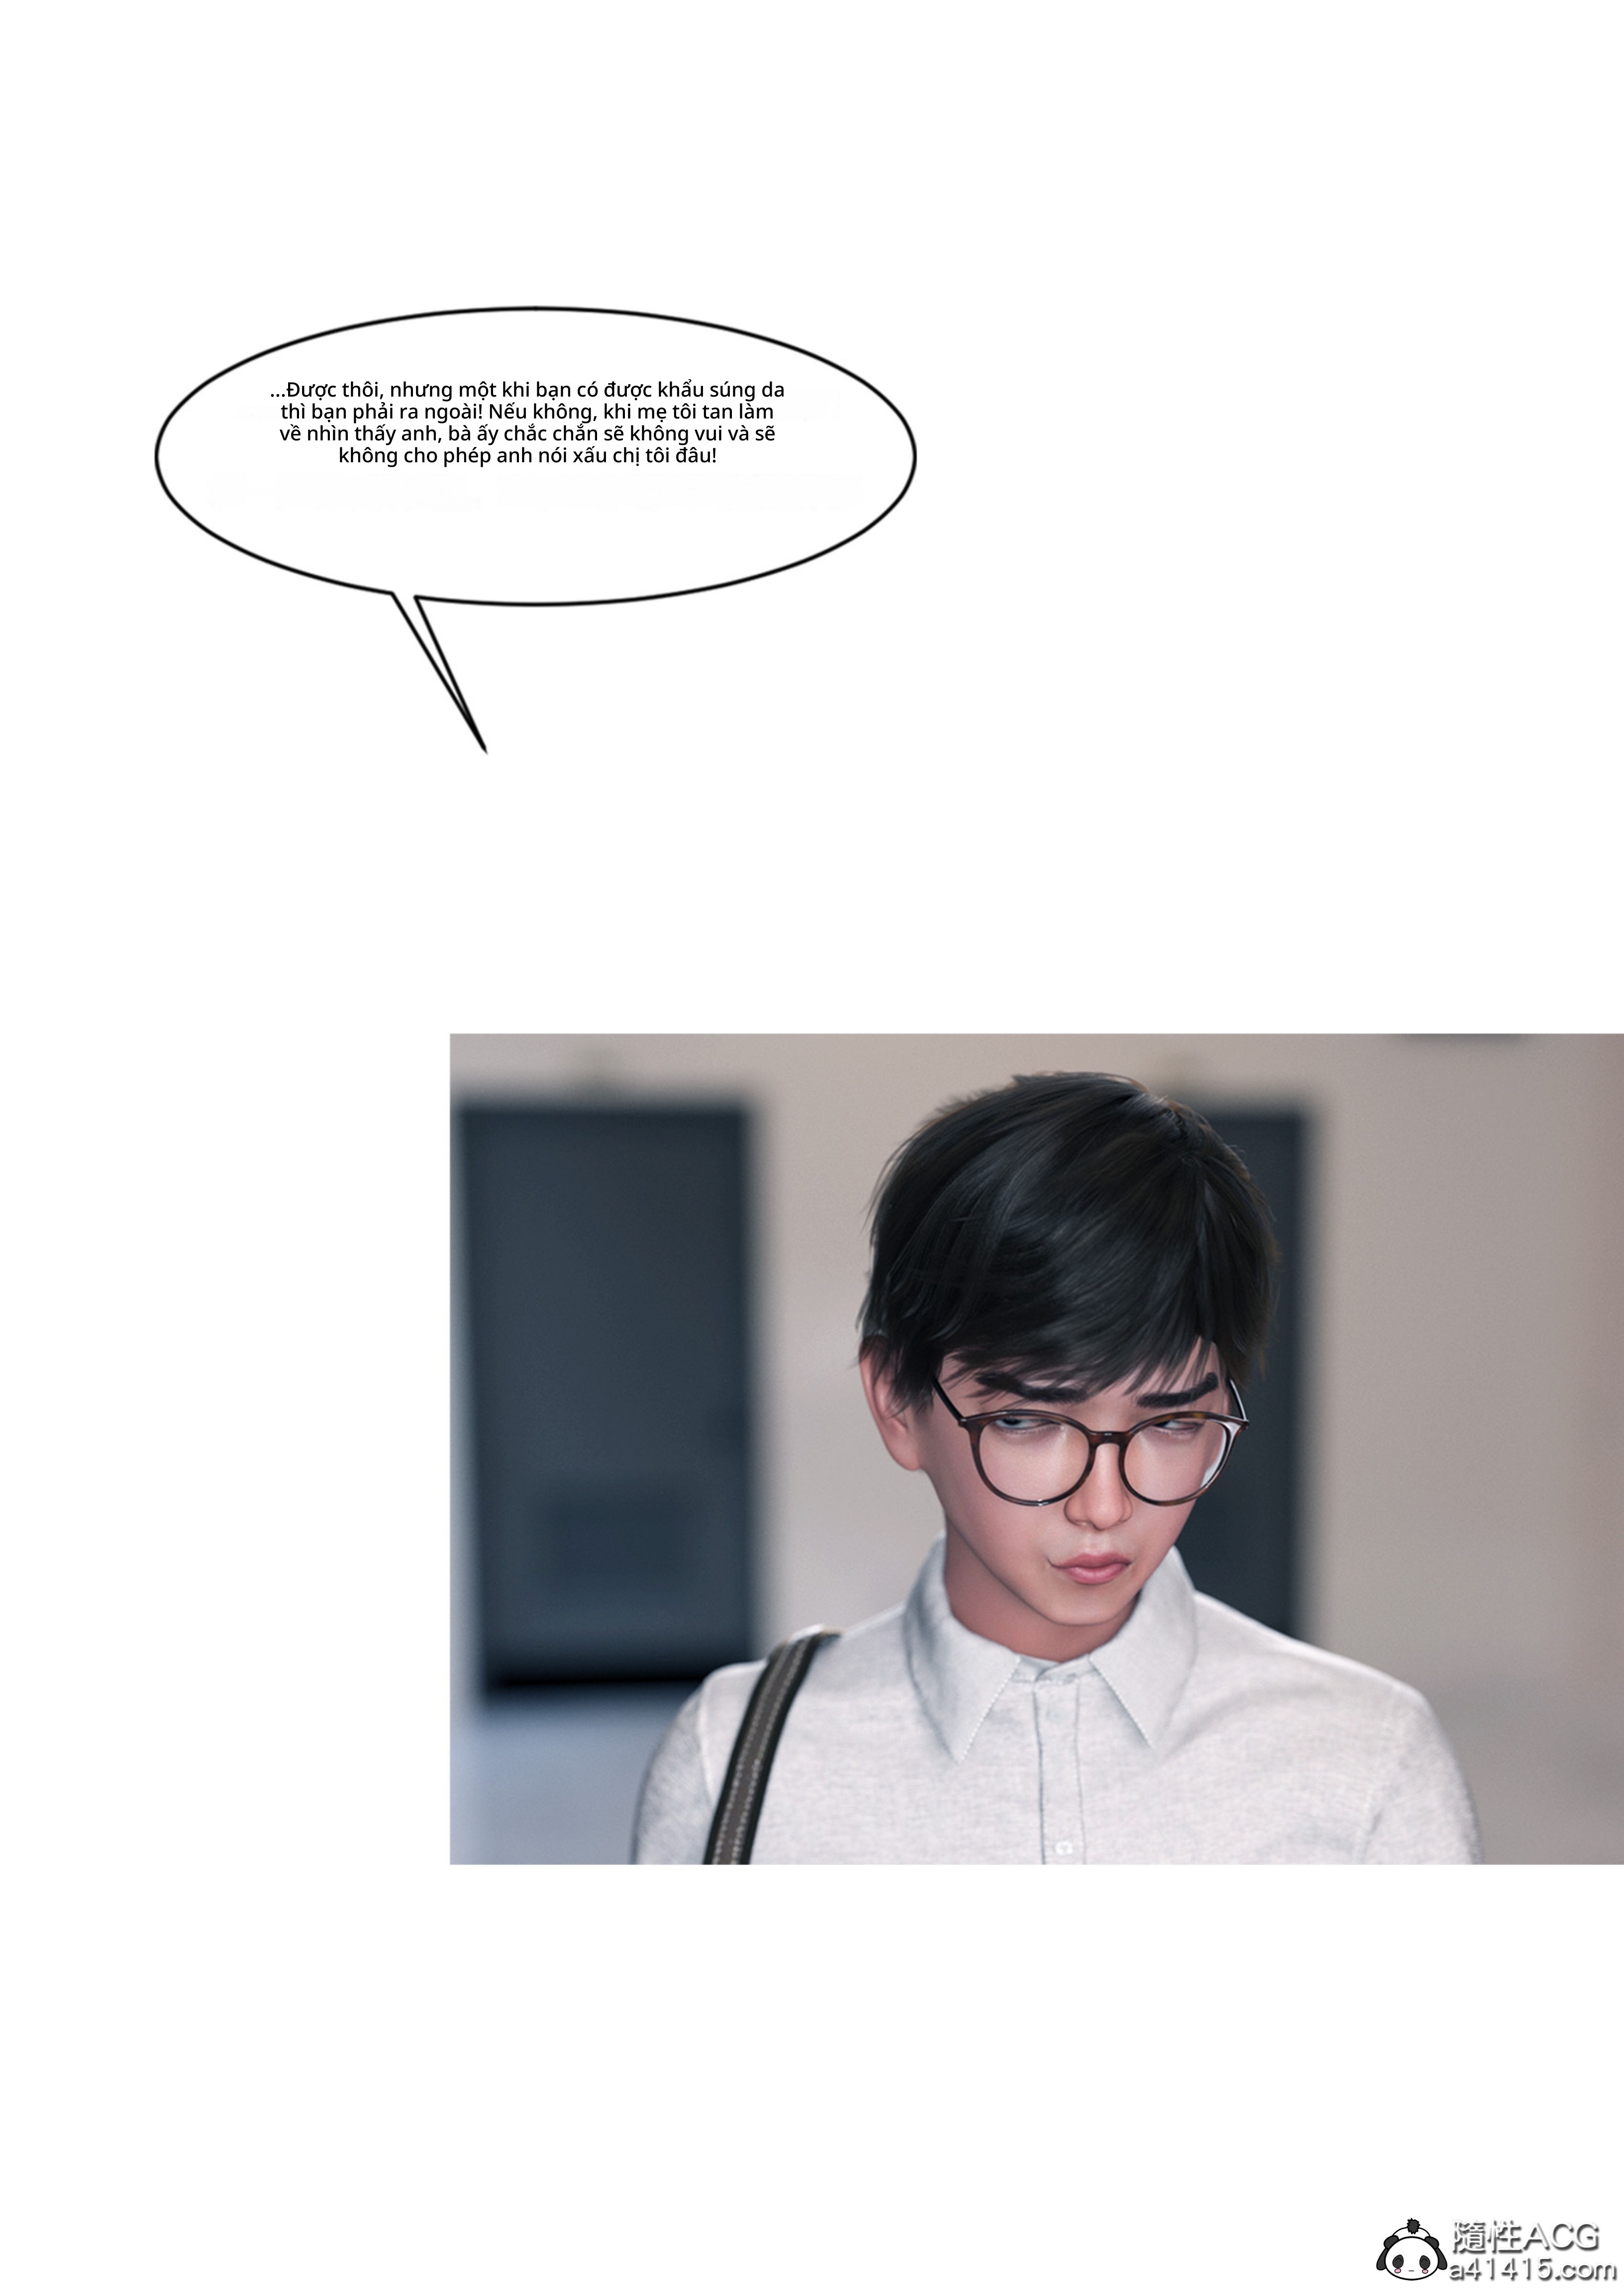 ...Được thôi, nhưng một khi bạn có được khẩu súng da
thì bạn phải ra ngoài! Nếu không, khi mẹ tôi tan làm
về nhìn thấy anh, bà ấy chắc chắn sẽ không vui và sẽ
không cho phép anh nói xấu chị tôi đâu!
隨性ACG
a41415.com